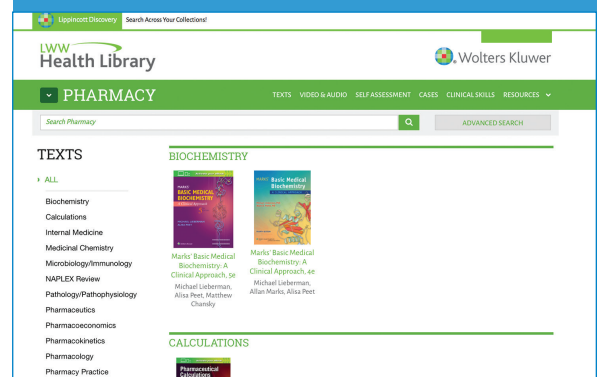 Lippincott Discovery Search Across Your Collections!
LWW
Health Library
Wolters Kluwer
PHARMACY
TEXTS VIDEO & AUDIO SELF ASSESSMENT CASES CLINICAL SKILLS RESOURCES
Search Pharmacy
ADVANCED SEARCH
TEXTS
ALL
Biochemistry
Calculations
Internal Medicine
Medicinal Chemistry
Microbiology/Immunology
NAPLEX Review
Pathology/Pathophysiology
Pharmaceutics
Pharmacoeconomics
Pharmacokinetics
Pharmacology
Pharmacy Practice
BIOCHEMISTRY
MARKS'
BASIC MEDICAL
BIOCHEMISTRY
A Clinical Approach
Marks' Basic Medical
Biochemistry: A
Clinical Approach, 5e
Michael Lieberman,
Alisa Peet, Matthew
Chansky
MARKS' Basic Medical
Biochemistry
Marks' Basic Medical
Biochemistry: A
Clinical Approach, 4e
Michael Lieberman,
Allan Marks, Alisa Peet
CALCULATIONS
Pharmaceutical
Calculations